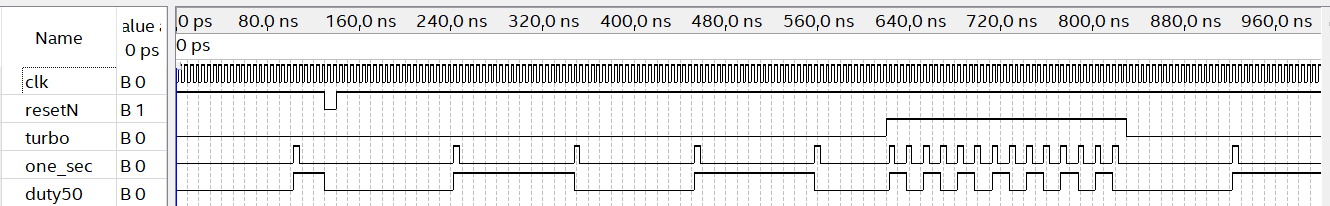 Name
alue a
0 ps
0 ps 80.0 ns 160,0 ns 240,0 ns 320,0 ns 400,0 ns 480,0 ns 560,0 ns 640,0 ns 720,0 ns 800,0 ns 880,0 ns 960,0 ns
0 ps
clk B 0
resetN B 1
turbo B 0
one_sec B 0
duty50 B 0